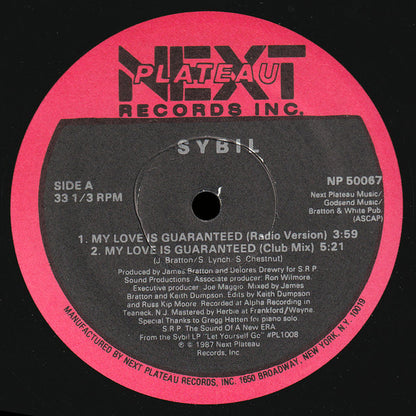 NEXT
PLATEAU
RECORDS INC.
SYBIL
SIDE A
33 1/3 RPM
NP 50067
Next Plateau Music/
Godsend Music/
Bratton & White Pub.
(ASCAP)
1. MY LOVE IS GUARANTEED (Radio Version) 3:59
2. MY LOVE IS GUARANTEED (Club Mix) 5:21
(J. Bratton/S. Lynch/S. Chestnut)
Produced by James Bratton and Delores Drewry for S.R.P.
Sound Productions. Associate producer: Ron Wilmore.
Executive producer: Joe Maggio. Mixed by James
Bratton and Keith Dumpson. Edits by Keith Dumpson
and Russ Kip Moore. Recorded at Alpha Recording in
Teaneck, N.J. Mastered by Herbie at Frankford/Wayne.
Special Thanks to Gregg Hatten for piano solo.
S.R.P. The Sound Of A New ERA
From the Sybil LP "Let Yourself Go" #PL1008
℗ © 1987 Next Plateau
Records, Inc.
MANUFACTURED BY NEXT PLATEAU RECORDS, INC. 1650 BROADWAY, NEW YORK, N.Y. 10019